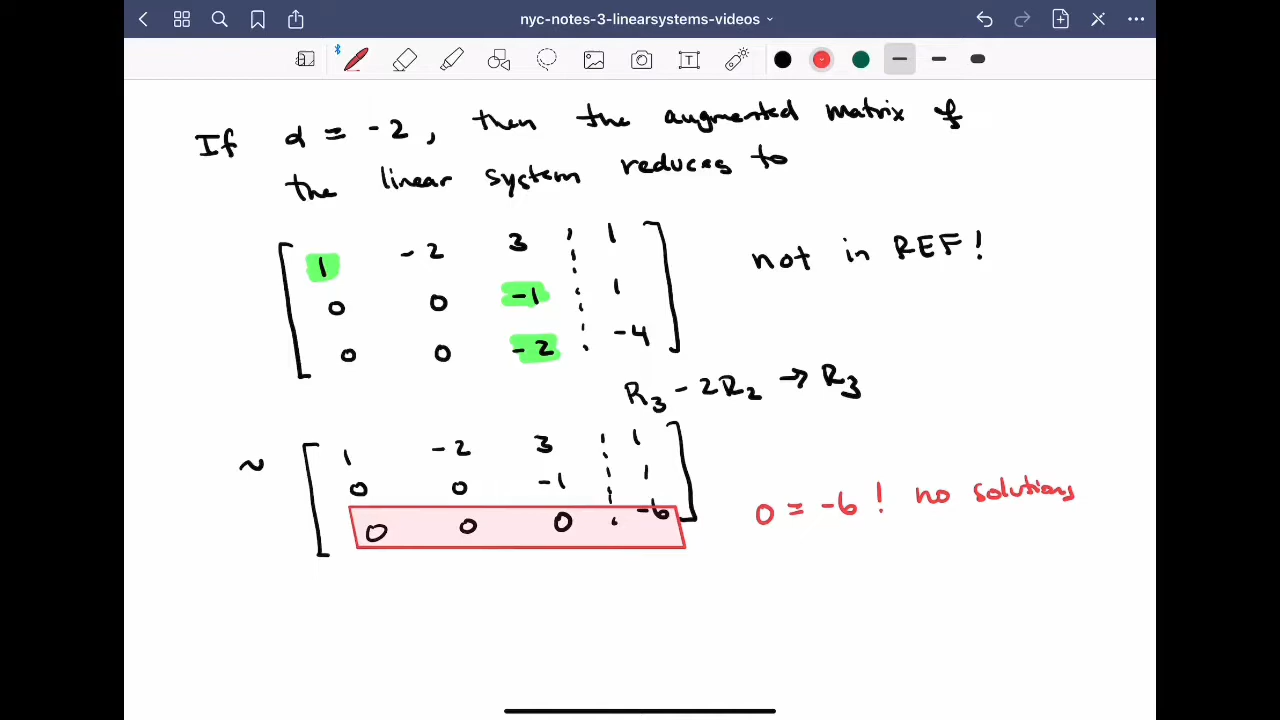 nyc-notes-3-linearsystems-videos
T
If α = -2, then the augmented matrix of
the linear system reduces to
1 -2 3 1
0 0 -1 1
0 0 -2 -4
not in REF!
R₃ - 2R₂ → R₃
~ 1 -2 3 1
0 0 -1 1
0 0 0 -6
0 = -6! no solutions